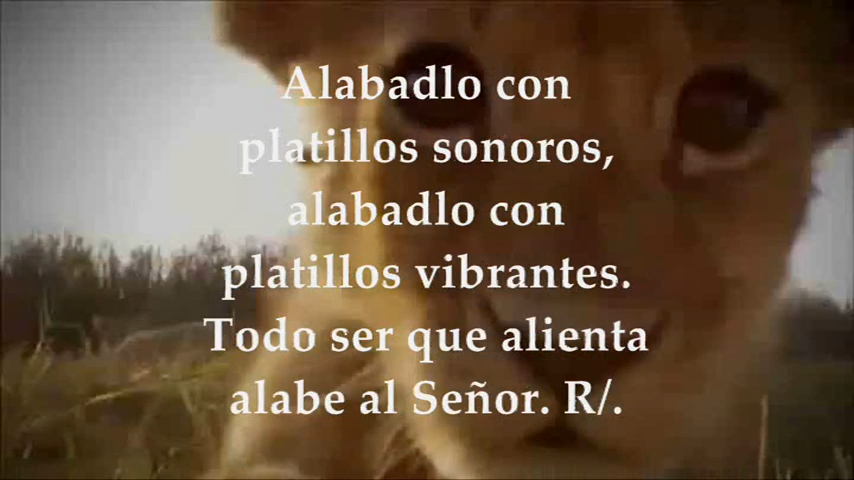 Alabadlo con
platillos sonoros,
alabadlo con
platillos vibrantes.
Todo ser que alienta
alabe al Señor. R/.